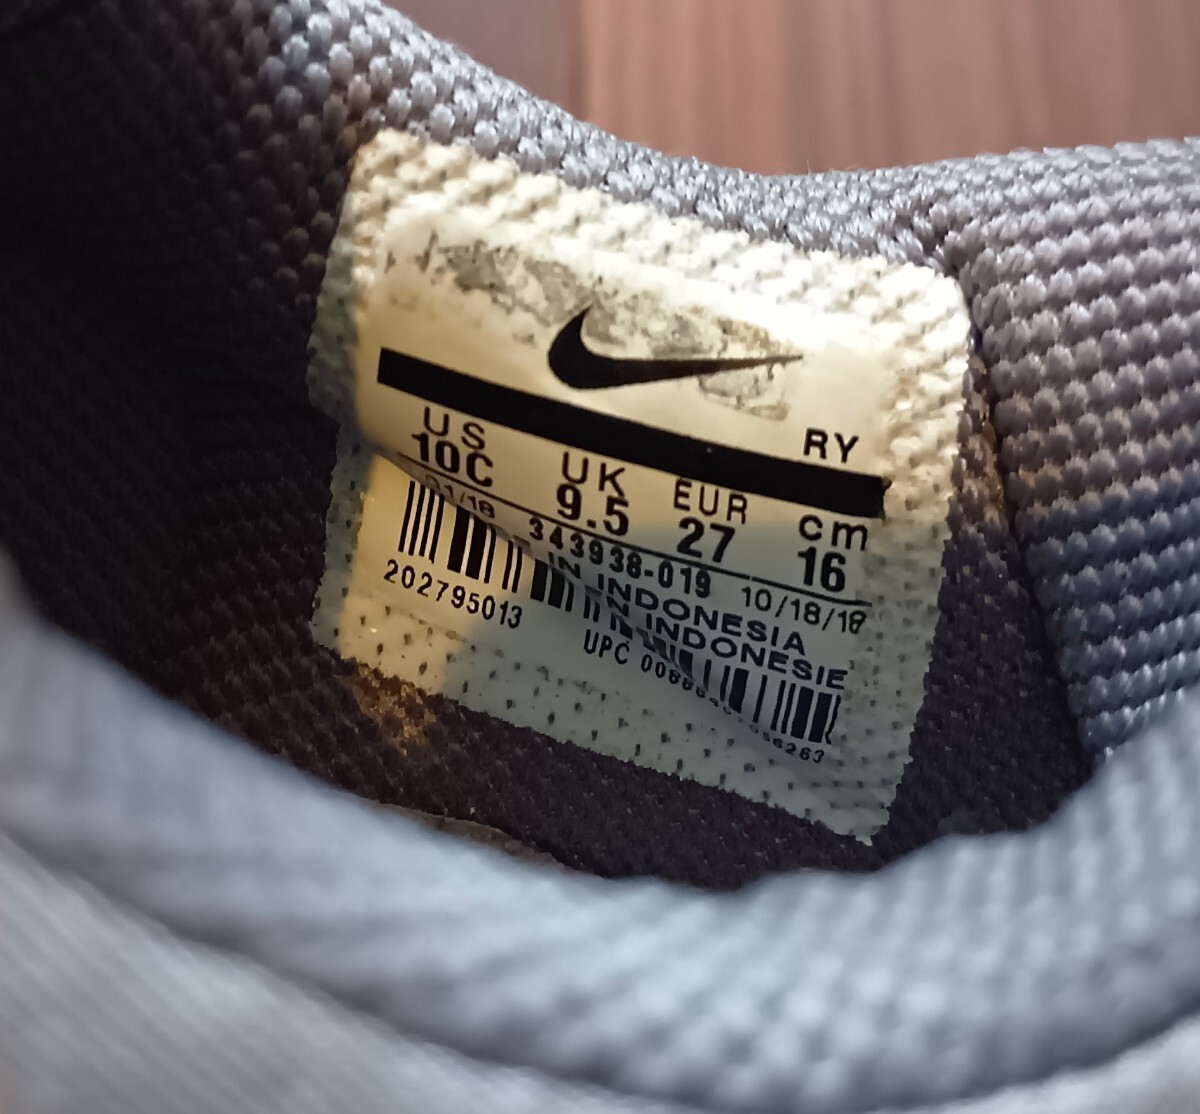 RY
US UK EUR cm
10C 9.5 27 16
343938-019 10/18/18
IN INDONESIA
IN INDONESIE
202795013
UPC